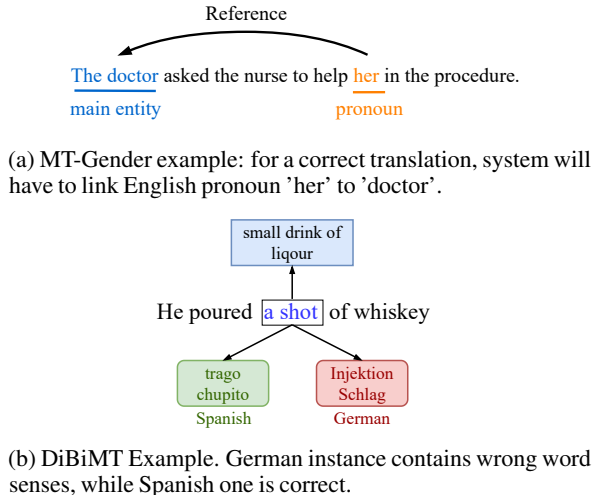 Reference
The doctor asked the nurse to help her in the procedure.
main entity
pronoun
(a) MT-Gender example: for a correct translation, system will
have to link English pronoun ’her’ to ’doctor’.
small drink of
liqour
He poured a shot of whiskey
trago
chupito
Spanish
Injektion
Schlag
German
(b) DiBiMT Example. German instance contains wrong word
senses, while Spanish one is correct.